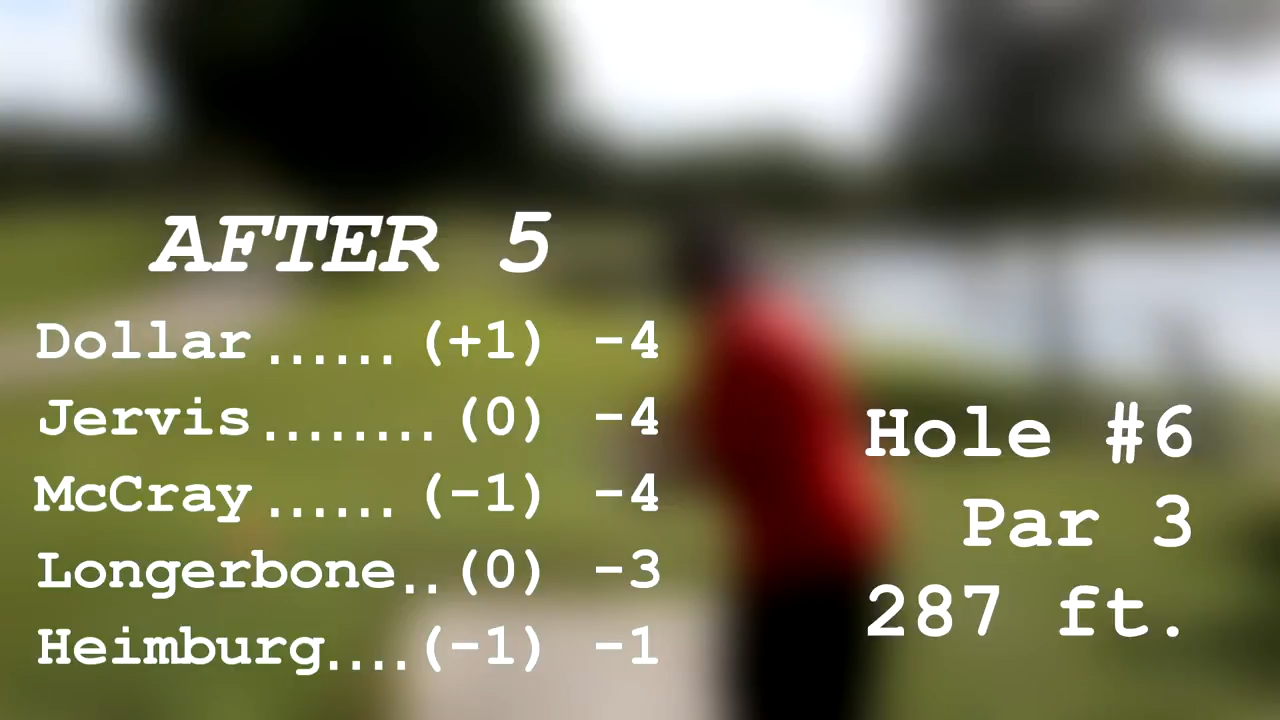 AFTER 5
Dollar ...... (+1) -4
Jervis ........ (0) -4
McCray ...... (-1) -4
Longerbone..(0) -3
Heimburg....(-1) -1
Hole #6
Par 3
287 ft.